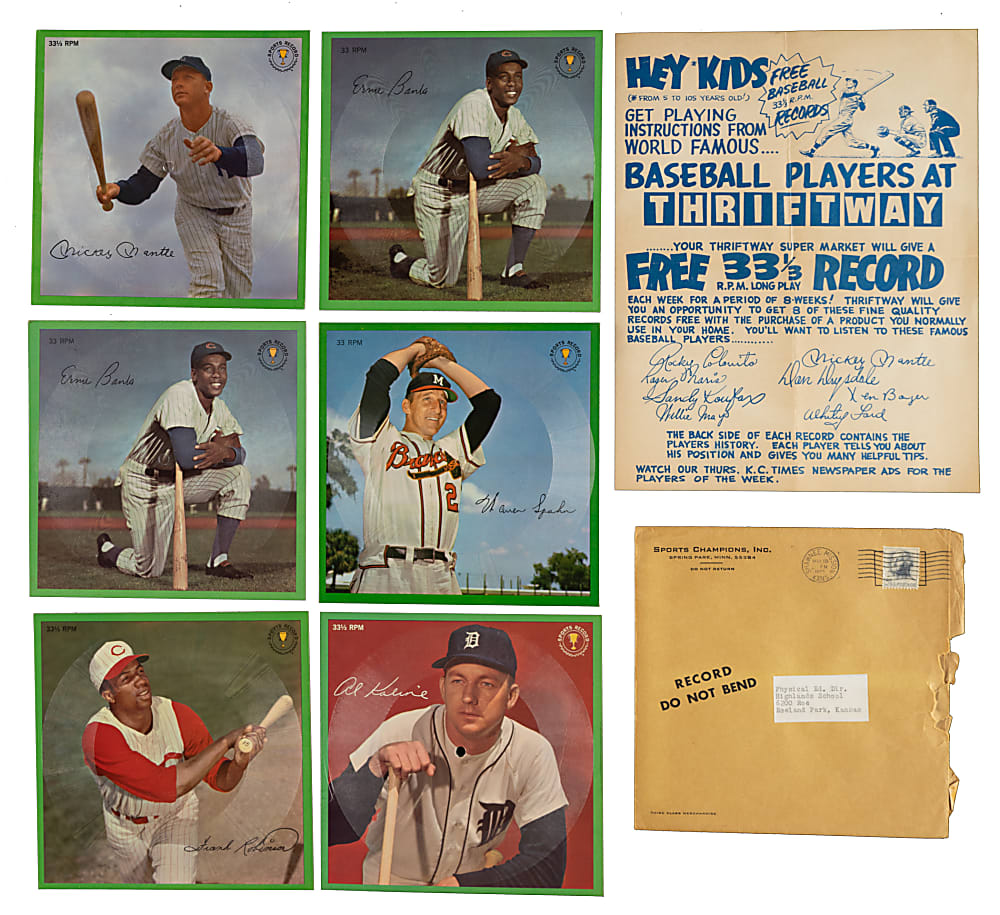 33⅓ RPM
SPORTS RECORD
Mickey Mantle
33 RPM
SPORTS RECORD
Ernie Banks
33 RPM
SPORTS RECORD
Ernie Banks
33 RPM
SPORTS RECORD
M
Braves
2
Warren Spahn
33⅓ RPM
SPORTS RECORD
C
Frank Robinson
33⅓ RPM
SPORTS RECORD
D
Al Kaline
D
HEY KIDS
(* FROM 5 TO 105 YEARS OLD!)
FREE
BASEBALL
33⅓ R.P.M.
RECORDS
GET PLAYING
INSTRUCTIONS FROM
WORLD FAMOUS....
BASEBALL PLAYERS AT
THRIFTWAY
........YOUR THRIFTWAY SUPER MARKET WILL GIVE A
FREE 33⅓ RECORD
R.P.M. LONG PLAY
EACH WEEK FOR A PERIOD OF 8-WEEKS! THRIFTWAY WILL GIVE
YOU AN OPPORTUNITY TO GET 8 OF THESE FINE QUALITY
RECORDS FREE WITH THE PURCHASE OF A PRODUCT YOU NORMALLY
USE IN YOUR HOME. YOU'LL WANT TO LISTEN TO THESE FAMOUS
BASEBALL PLAYERS...........
Rocky Colavito Mickey Mantle
Roger Maris Don Drysdale
Sandy Koufax Ken Boyer
Willie Mays Whitey Ford
THE BACK SIDE OF EACH RECORD CONTAINS THE
PLAYERS HISTORY. EACH PLAYER TELLS YOU ABOUT
HIS POSITION AND GIVES YOU MANY HELPFUL TIPS.
WATCH OUR THURS. K.C. TIMES NEWSPAPER ADS FOR THE
PLAYERS OF THE WEEK.
SPORTS CHAMPIONS, INC.
SPRING PARK, MINN. 55384
DO NOT RETURN
RECORD
DO NOT BEND
Physical Ed. Dir.
Highlands School
6200 Roe
Roeland Park, Kansas
THIRD CLASS MERCHANDISE